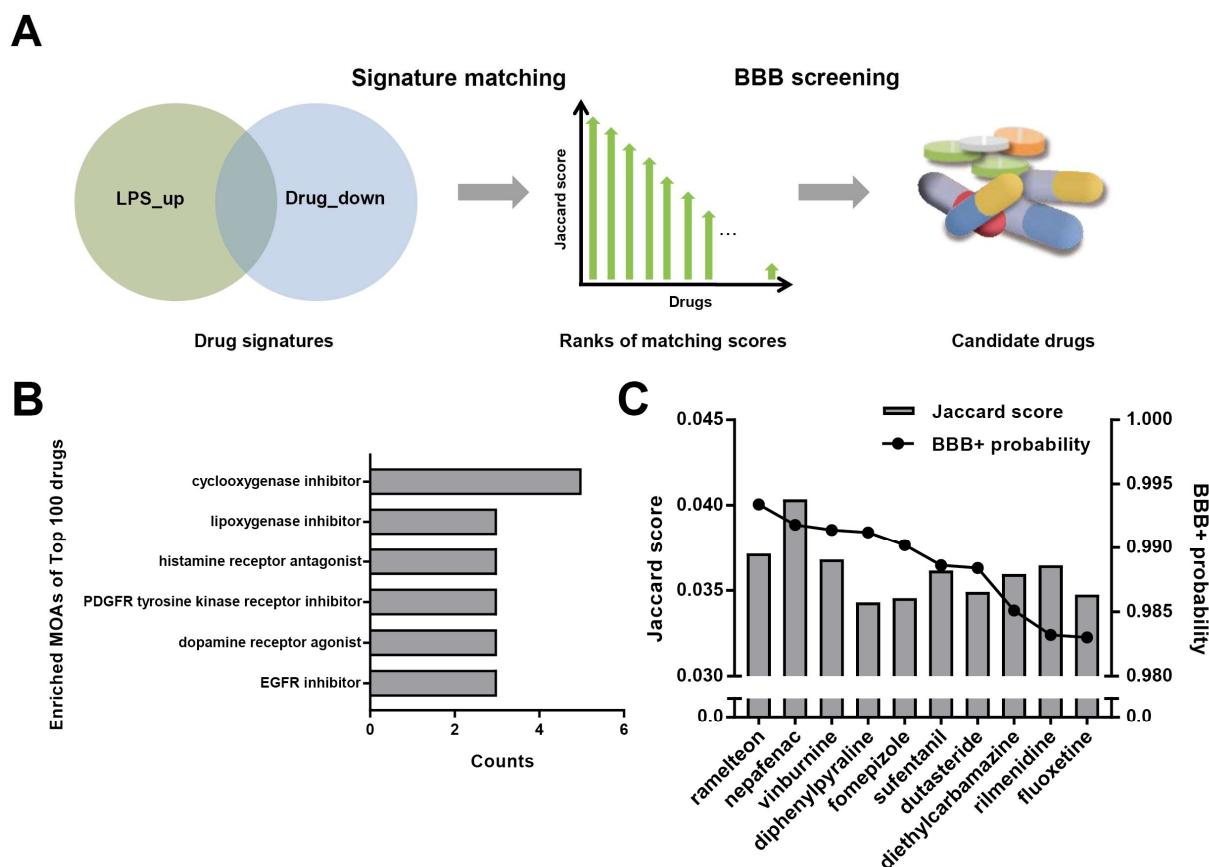 A
Signature matching
BBB screening
LPS_up
Drug_down
Jaccard score
...
Drugs
Drug signatures
Ranks of matching scores
Candidate drugs
B
Enriched MOAs of Top 100 drugs
cyclooxygenase inhibitor
lipoxygenase inhibitor
histamine receptor antagonist
PDGFR tyrosine kinase receptor inhibitor
dopamine receptor agonist
EGFR inhibitor
0 2 4 6
Counts
C
Jaccard score
BBB+ probability
Jaccard score
0.045
0.040
0.035
0.030
0.0
1.000
0.995
0.990
0.985
0.980
0.0
BBB+ probability
ramelteon
nepafenac
vinburnine
diphenylpyraline
fomepizole
sufentanil
dutasteride
diethylcarbamazine
rilmenidine
fluoxetine